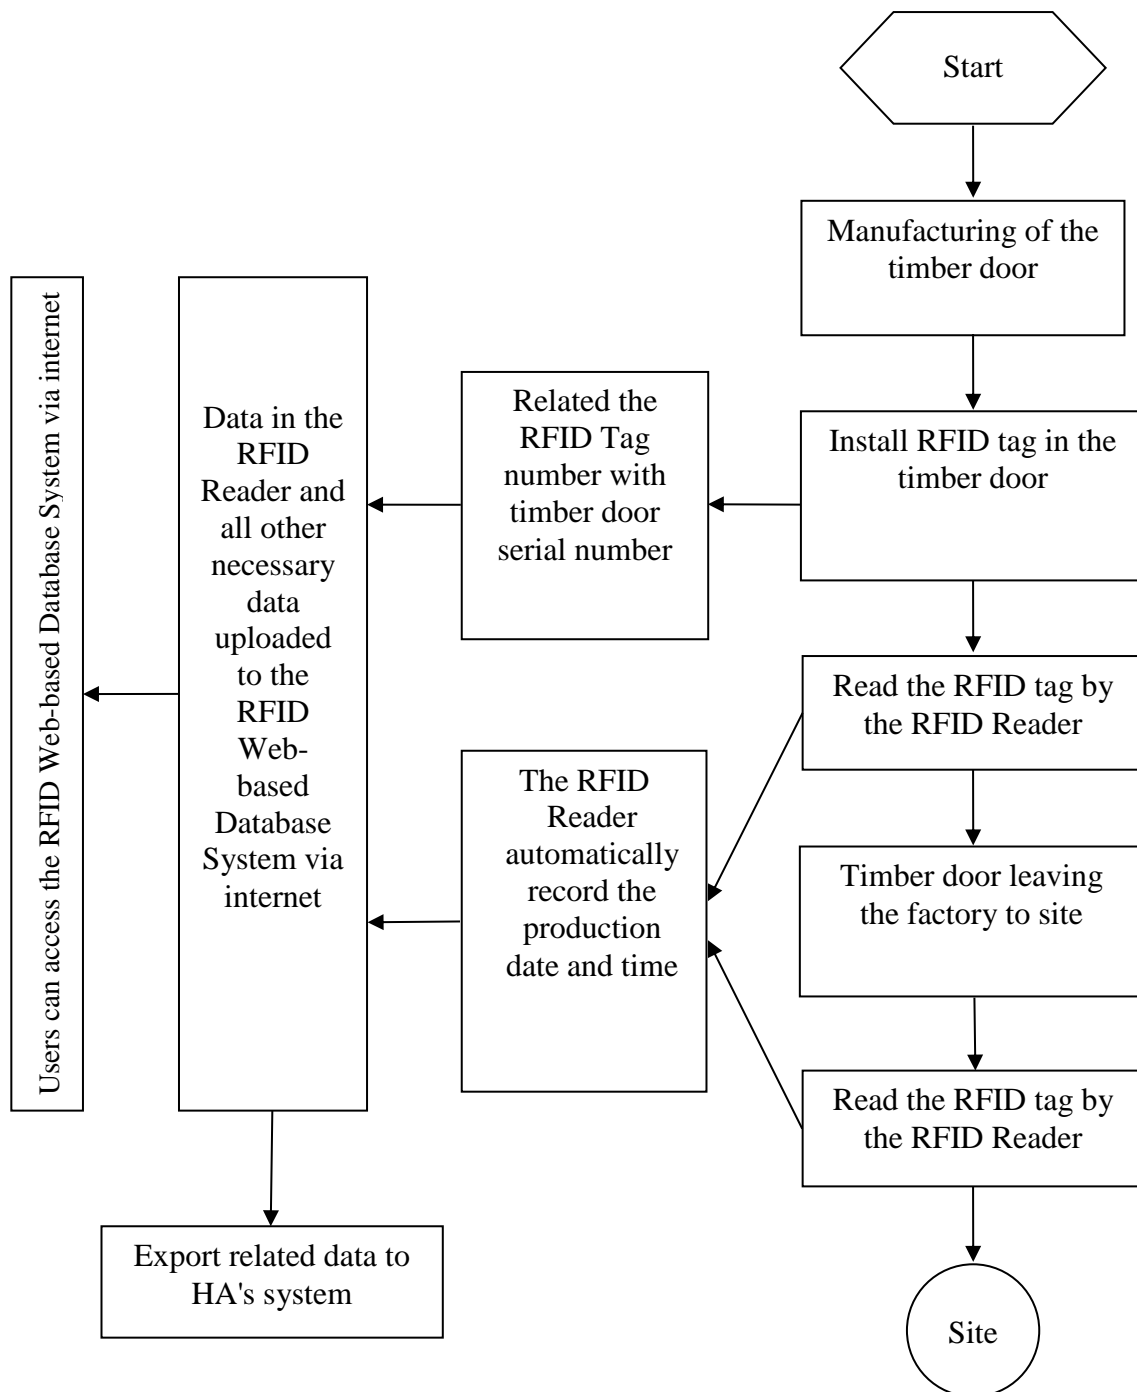 Start
Manufacturing of the
timber door
Install RFID tag in the
timber door
Related the
RFID Tag
number with
timber door
serial number
Data in the
RFID
Reader and
all other
necessary
data
uploaded
to the
RFID
Web-
based
Database
System via
internet
Users can access the RFID Web-based Database System via internet
Read the RFID tag by
the RFID Reader
The RFID
Reader
automatically
record the
production
date and time
Timber door leaving
the factory to site
Read the RFID tag by
the RFID Reader
Export related data to
HA's system
Site